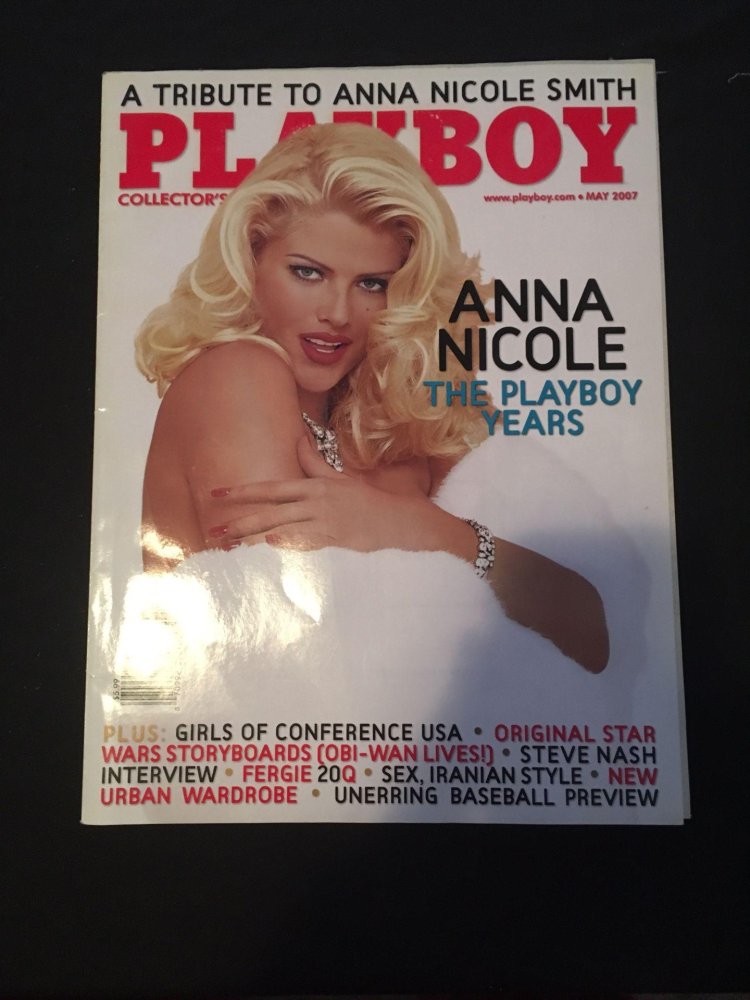 A TRIBUTE TO ANNA NICOLE SMITH
PLAYBOY
COLLECTOR'S
www.playboy.com • MAY 2007
ANNA
NICOLE
THE PLAYBOY
YEARS
$5.99
PLUS: GIRLS OF CONFERENCE USA • ORIGINAL STAR
WARS STORYBOARDS (OBI-WAN LIVES!) • STEVE NASH
INTERVIEW • FERGIE 20Q • SEX, IRANIAN STYLE • NEW
URBAN WARDROBE • UNERRING BASEBALL PREVIEW